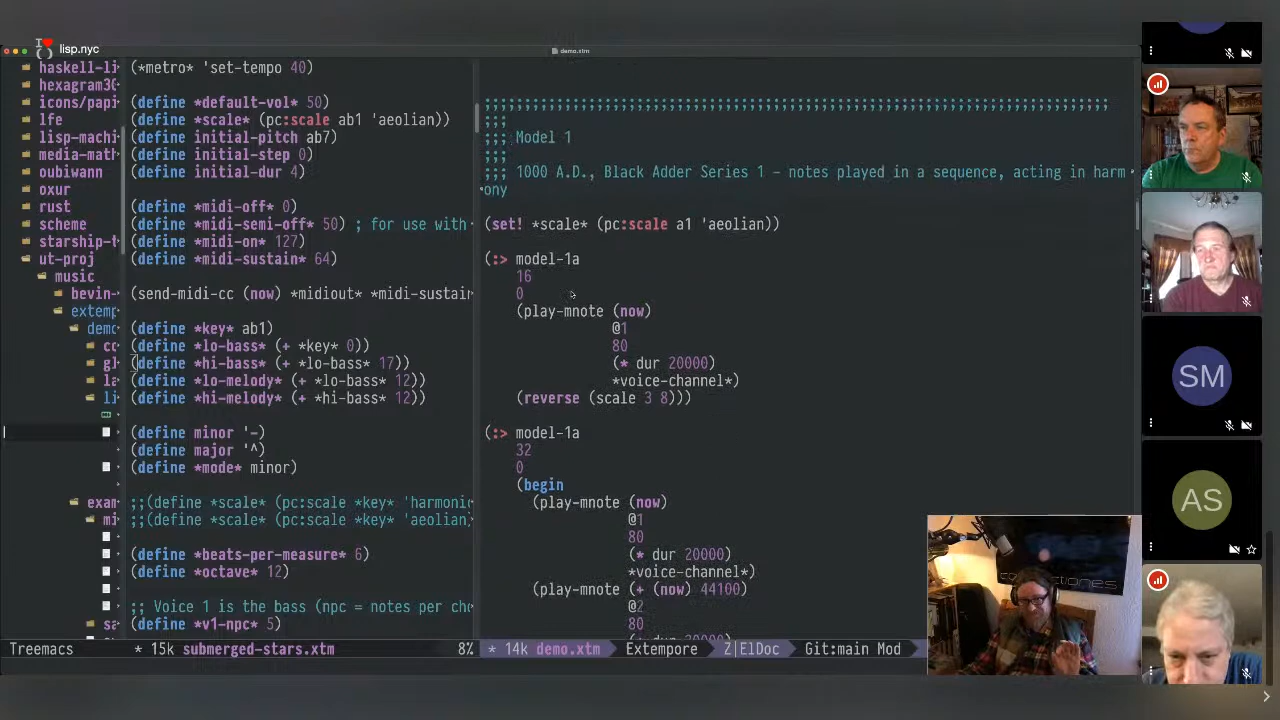 lisp.nyc
demo.xtm
haskell-li
hexagram30
icons/papi
lfe
lisp-machi
media-math
oubiwann
oxur
rust
scheme
starship-t
ut-proj
music
bevin-
extemp
demo
co
gl
la
li
exam
mi
sa
Treemacs
(*metro* 'set-tempo 40)
(define *default-vol* 50)
(define *scale* (pc:scale ab1 'aeolian))
(define initial-pitch ab7)
(define initial-step 0)
(define initial-dur 4)
(define *midi-off* 0)
(define *midi-semi-off* 50) ; for use with
(define *midi-on* 127)
(define *midi-sustain* 64)
(send-midi-cc (now) *midiout* *midi-sustain
(define *key* ab1)
(define *lo-bass* (+ *key* 0))
(define *hi-bass* (+ *lo-bass* 17))
(define *lo-melody* (+ *lo-bass* 12))
(define *hi-melody* (+ *hi-bass* 12))
(define minor '-)
(define major '^)
(define *mode* minor)
;;(define *scale* (pc:scale *key* 'harmonic
;;(define *scale* (pc:scale *key* 'aeolian
(define *beats-per-measure* 6)
(define *octave* 12)
;; Voice 1 is the bass (npc = notes per cho
(define *v1-npc* 5)
* 15k submerged-stars.xtm 8%
;;;;;;;;;;;;;;;;;;;;;;;;;;;;;;;;;;;;;;;;;;;;;;;;;;;;;;;;;;;;;;;;;;;;;;;;;;;;;;;;
;;;
;;; Model 1
;;;
;;; 1000 A.D., Black Adder Series 1 – notes played in a sequence, acting in harm
ony
(set! *scale* (pc:scale a1 'aeolian))
(:> model-1a
16
0
(play-mnote (now)
@1
80
(* dur 20000)
*voice-channel*)
(reverse (scale 3 8)))
(:> model-1a
32
0
(begin
(play-mnote (now)
@1
80
(* dur 20000)
*voice-channel*)
(play-mnote (+ (now) 44100)
@2
80
* 14k demo.xtm Extempore Z|ElDoc Git:main Mod
SM
AS